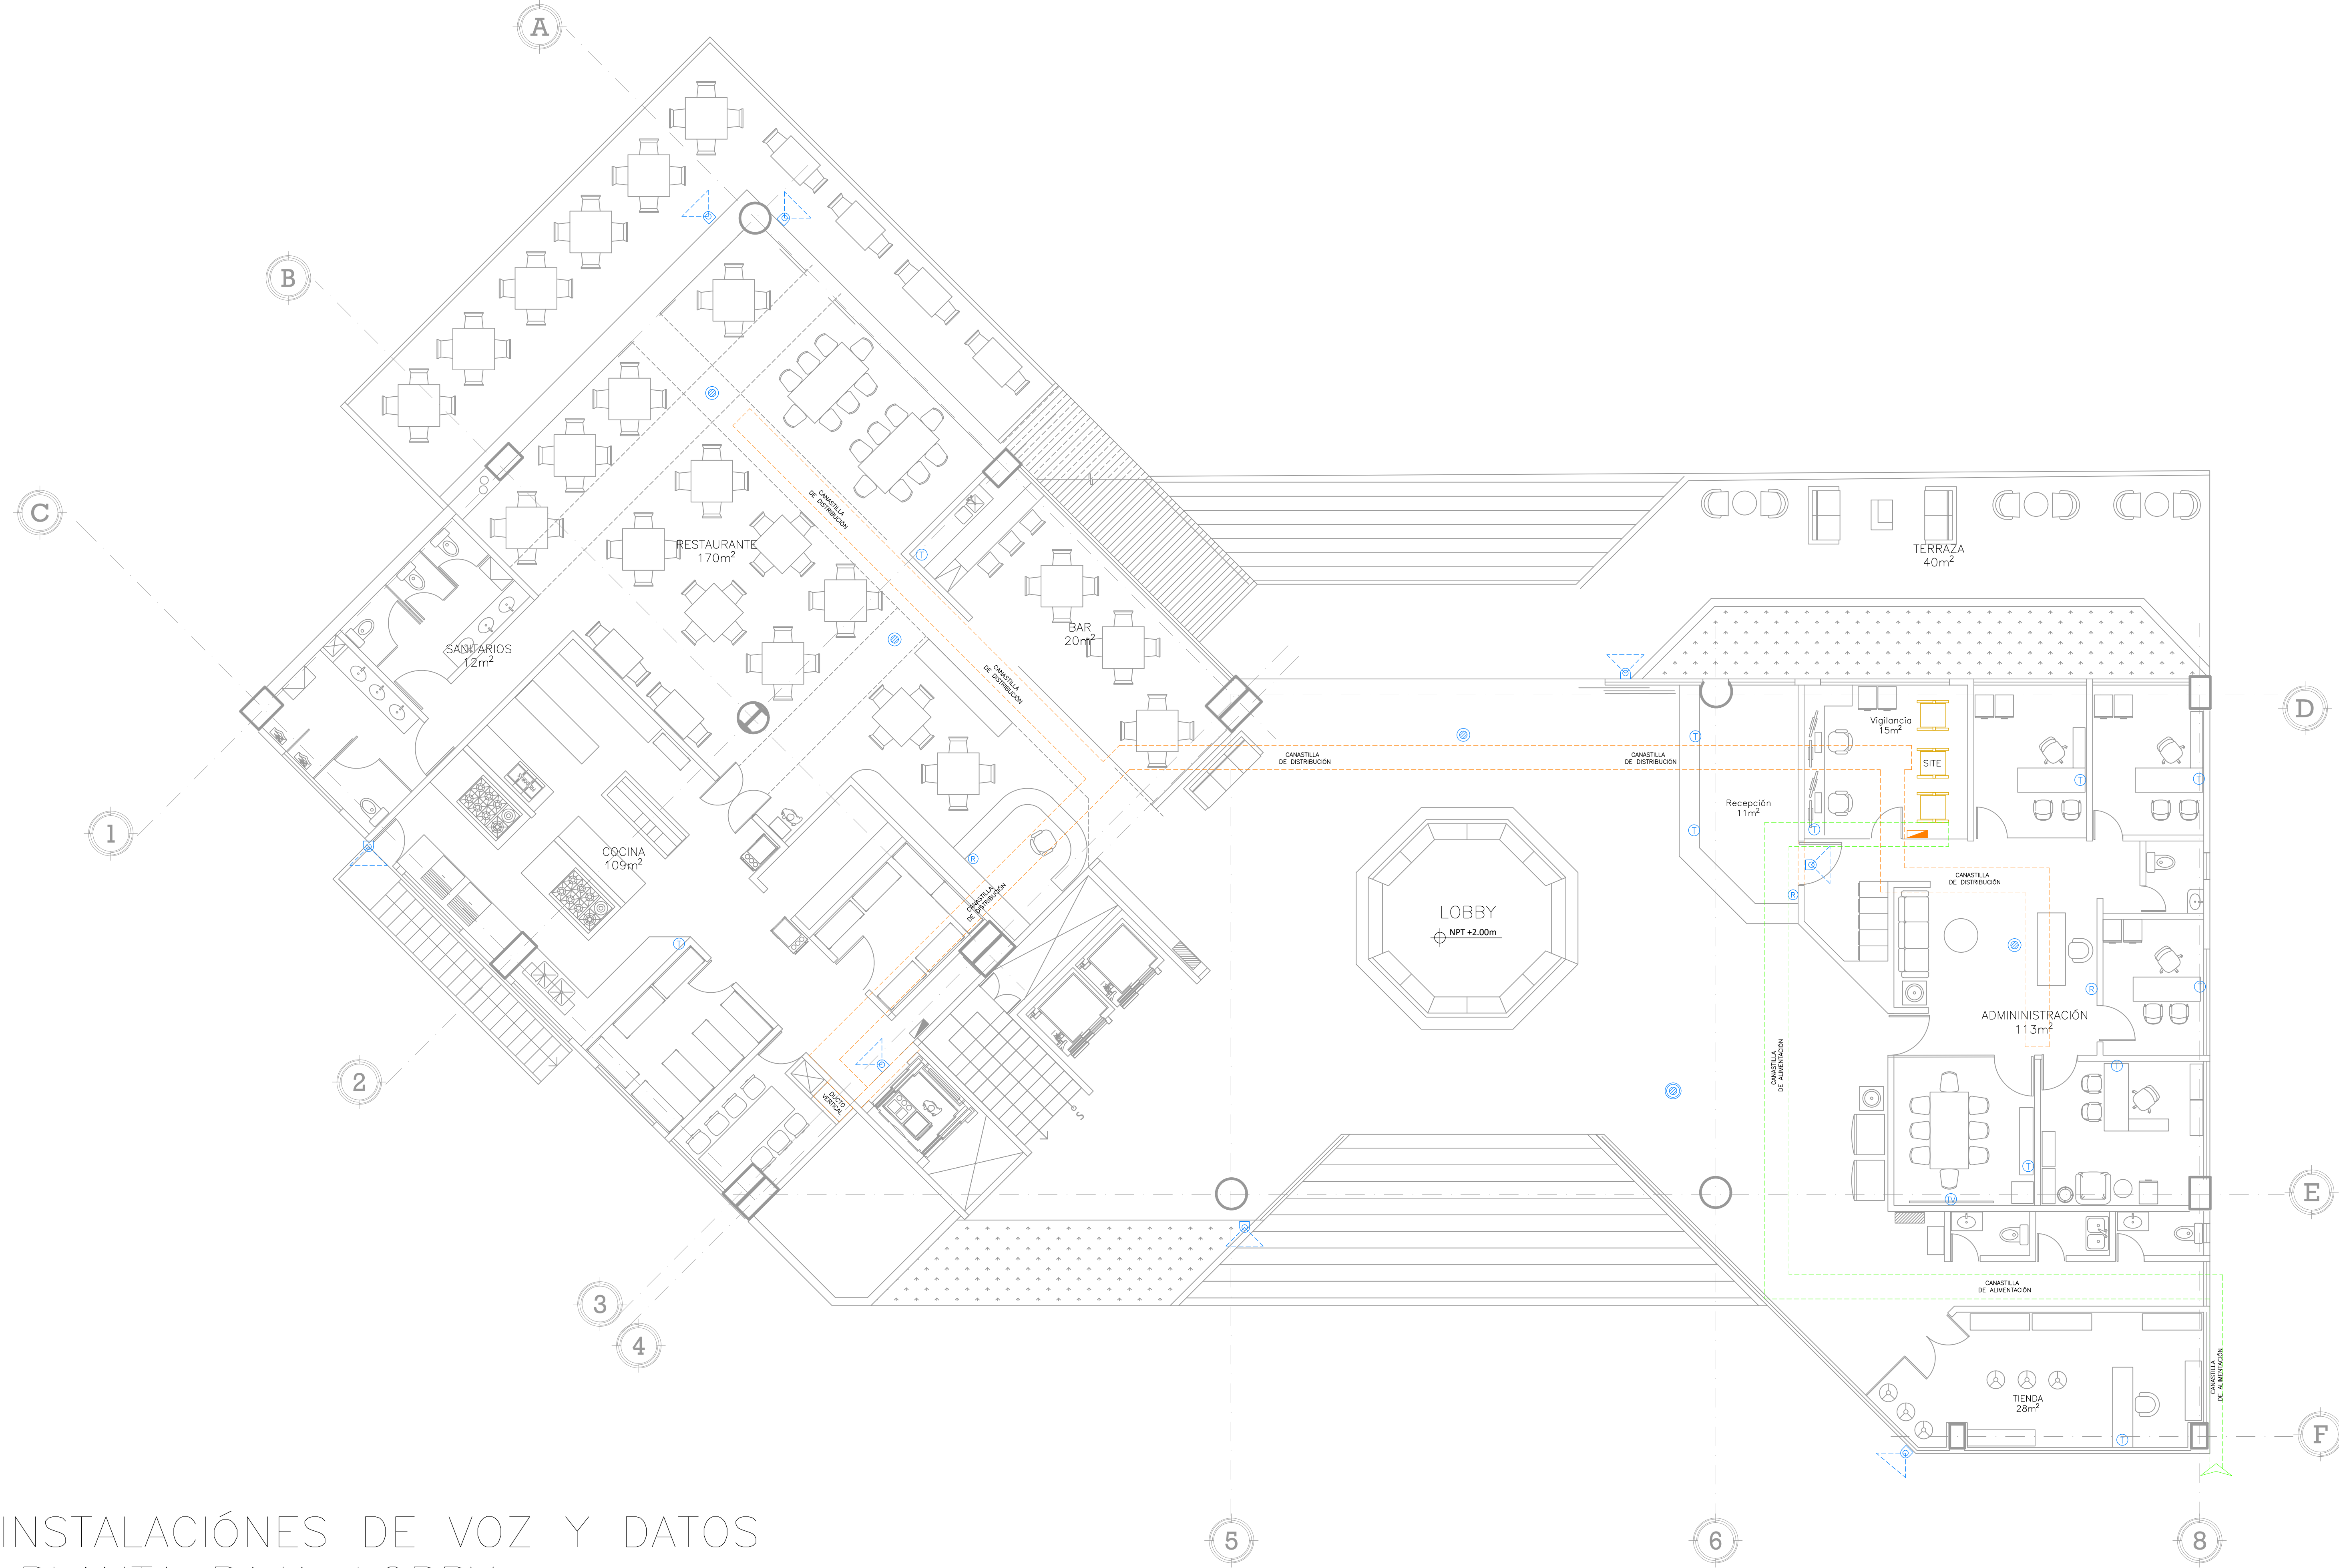 A
B
C
1
2
3
4
5
6
8
D
E
F
RESTAURANTE
170m²
CANASTILLA
DE DISTRIBUCIÓN
T
BAR
20m²
CANASTILLA
DE DISTRIBUCIÓN
SANITARIOS
12m²
COCINA
109m²
T
R
CANASTILLA
DE DISTRIBUCIÓN
DUCTO
VERTICAL
S
CANASTILLA
DE DISTRIBUCIÓN
CANASTILLA
DE DISTRIBUCIÓN
LOBBY
NPT +2.00m
TERRAZA
40m²
Vigilancia
15m²
SITE
Recepción
11m²
T
T
T
T
T
R
CANASTILLA
DE DISTRIBUCIÓN
R
T
ADMININISTRACIÓN
113m²
CANASTILLA
DE ALIMENTACIÓN
T
T
TV
CANASTILLA
DE ALIMENTACIÓN
CANASTILLA
DE ALIMENTACIÓN
TIENDA
28m²
T
INSTALACIÓNES DE VOZ Y DATOS